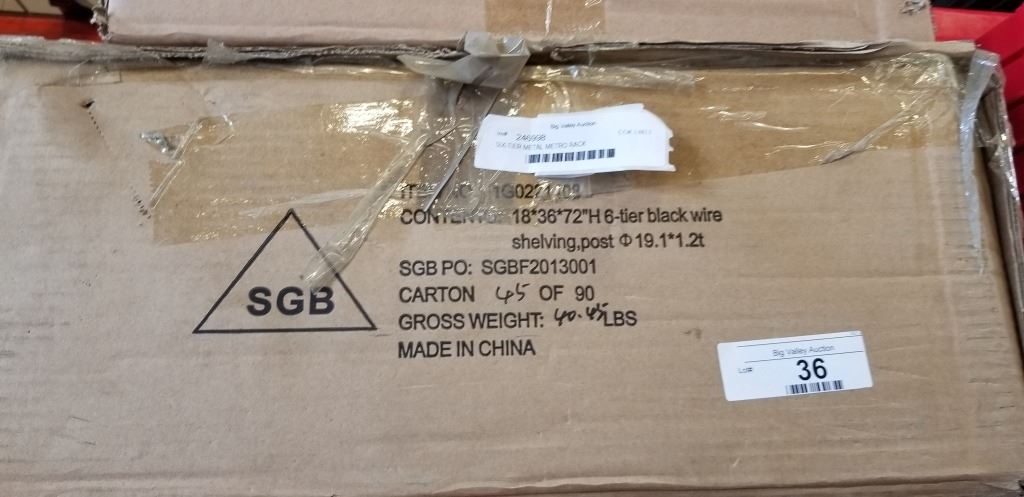 Big Valley Auction
246998
SIX TIER METAL METRO RACK
CONTENTS: 18*36*72"H 6-tier black wire
shelving,post Φ19.1*1.2t
SGB PO: SGBF2013001
SGB
CARTON 45 OF 90
GROSS WEIGHT: 40.45 LBS
MADE IN CHINA
Big Valley Auction
Lot# 36